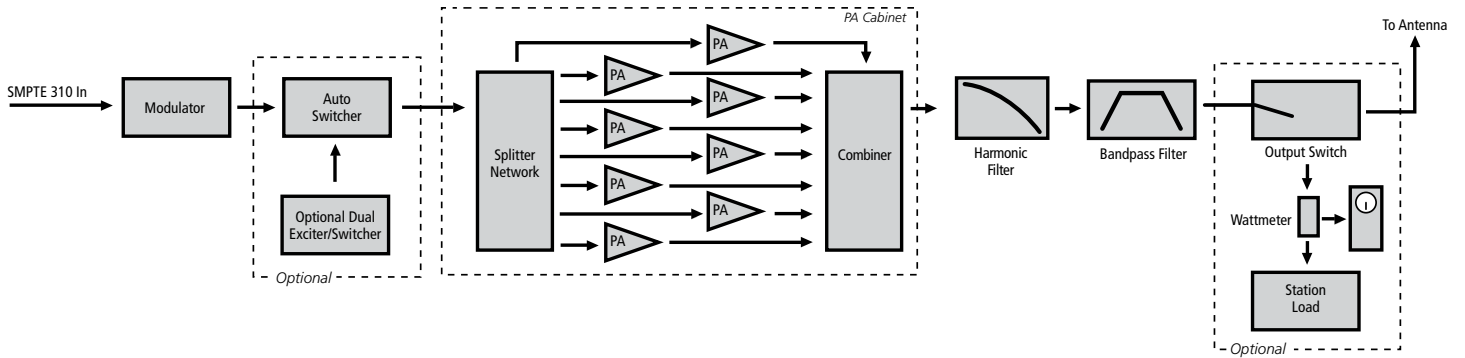 PA Cabinet
To Antenna
SMPTE 310 In
Modulator
Auto
Switcher
Optional Dual
Exciter/Switcher
Optional
Splitter
Network
PA
PA
PA
PA
PA
PA
PA
PA
Combiner
Harmonic
Filter
Bandpass Filter
Output Switch
Wattmeter
Station
Load
Optional